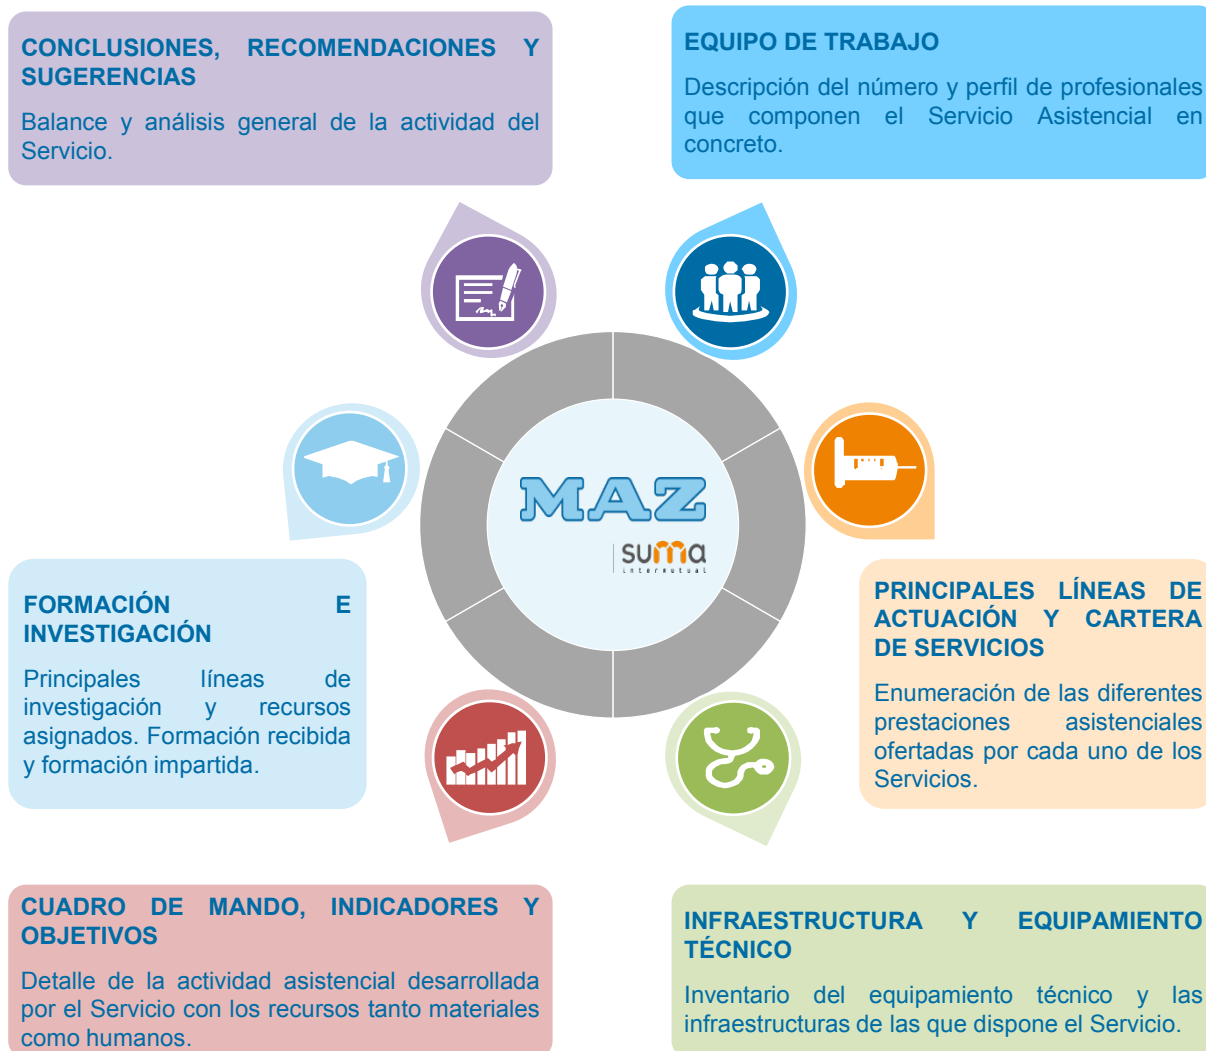 CONCLUSIONES, RECOMENDACIONES Y
SUGERENCIAS
Balance y análisis general de la actividad del
Servicio.
EQUIPO DE TRABAJO
Descripción del número y perfil de profesionales
que componen el Servicio Asistencial en
concreto.
MAZ
suma
intermutual
FORMACIÓN E
INVESTIGACIÓN
Principales líneas de
investigación y recursos
asignados. Formación recibida
y formación impartida.
PRINCIPALES LÍNEAS DE
ACTUACIÓN Y CARTERA
DE SERVICIOS
Enumeración de las diferentes
prestaciones asistenciales
ofertadas por cada uno de los
Servicios.
CUADRO DE MANDO, INDICADORES Y
OBJETIVOS
Detalle de la actividad asistencial desarrollada
por el Servicio con los recursos tanto materiales
como humanos.
INFRAESTRUCTURA Y EQUIPAMIENTO
TÉCNICO
Inventario del equipamiento técnico y las
infraestructuras de las que dispone el Servicio.